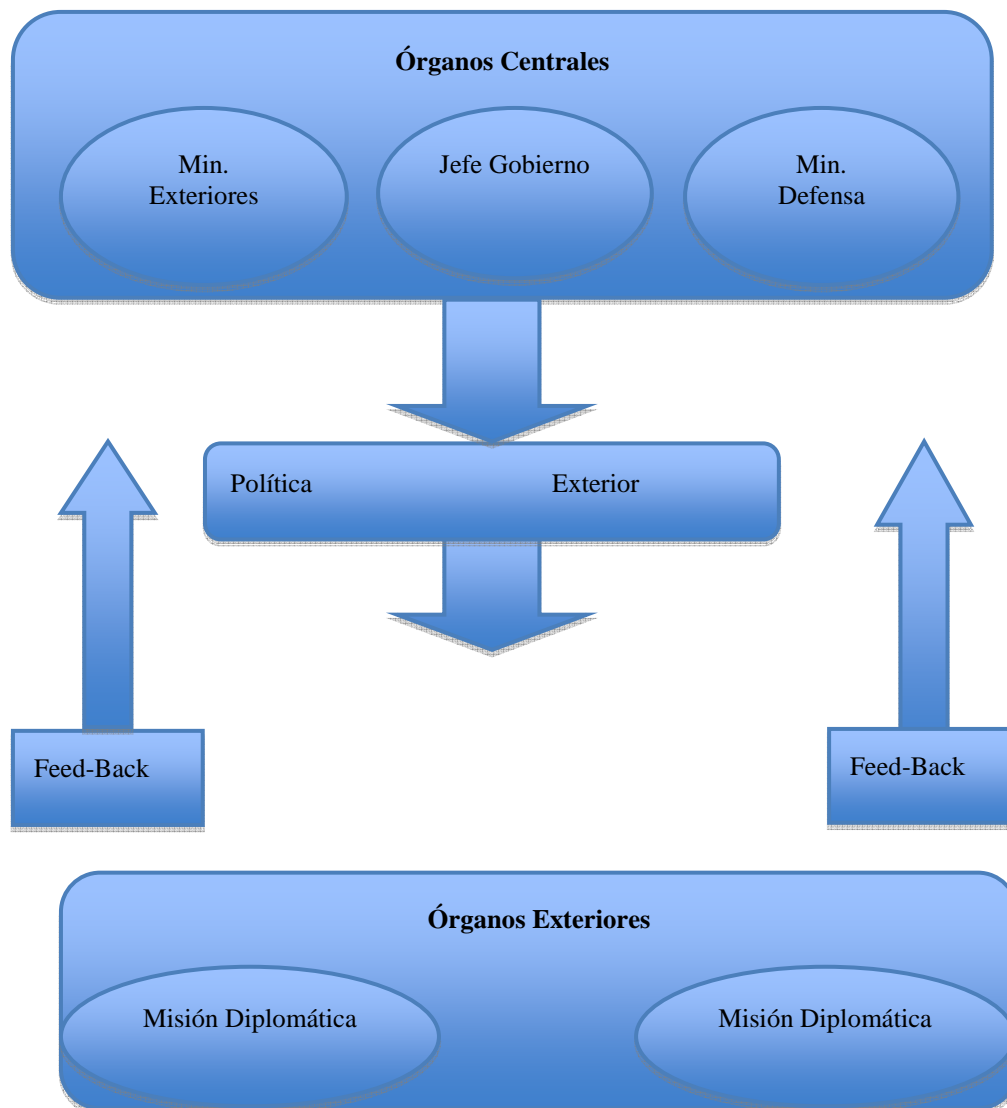 Órganos Centrales
Min.
Exteriores
Jefe Gobierno
Min.
Defensa
Política Exterior
Feed-Back
Feed-Back
Órganos Exteriores
Misión Diplomática
Misión Diplomática